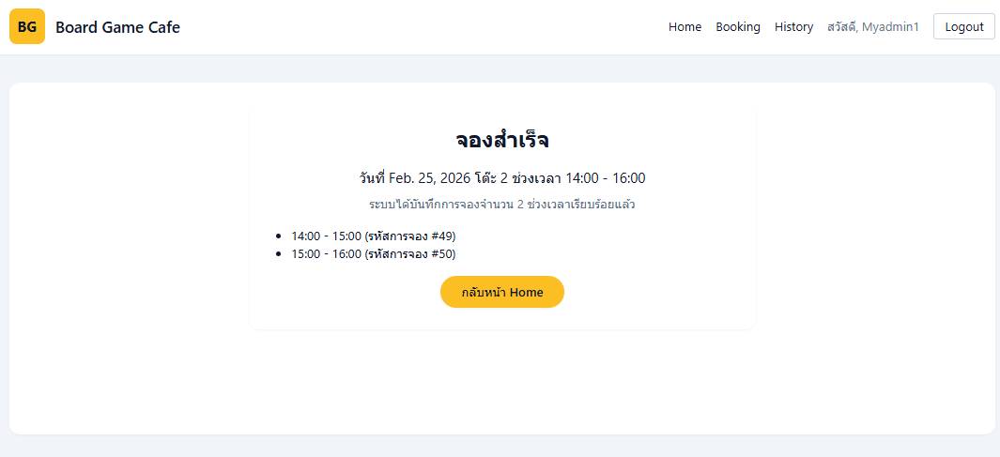 BG Board Game Cafe Home Booking History สวัสดี, Myadmin1 Logout
จองสำเร็จ
วันที่ Feb. 25, 2026 โต๊ะ 2 ช่วงเวลา 14:00 - 16:00
ระบบได้บันทึกการจองจำนวน 2 ช่วงเวลาเรียบร้อยแล้ว
14:00 - 15:00 (รหัสการจอง #49)
15:00 - 16:00 (รหัสการจอง #50)
กลับหน้า Home